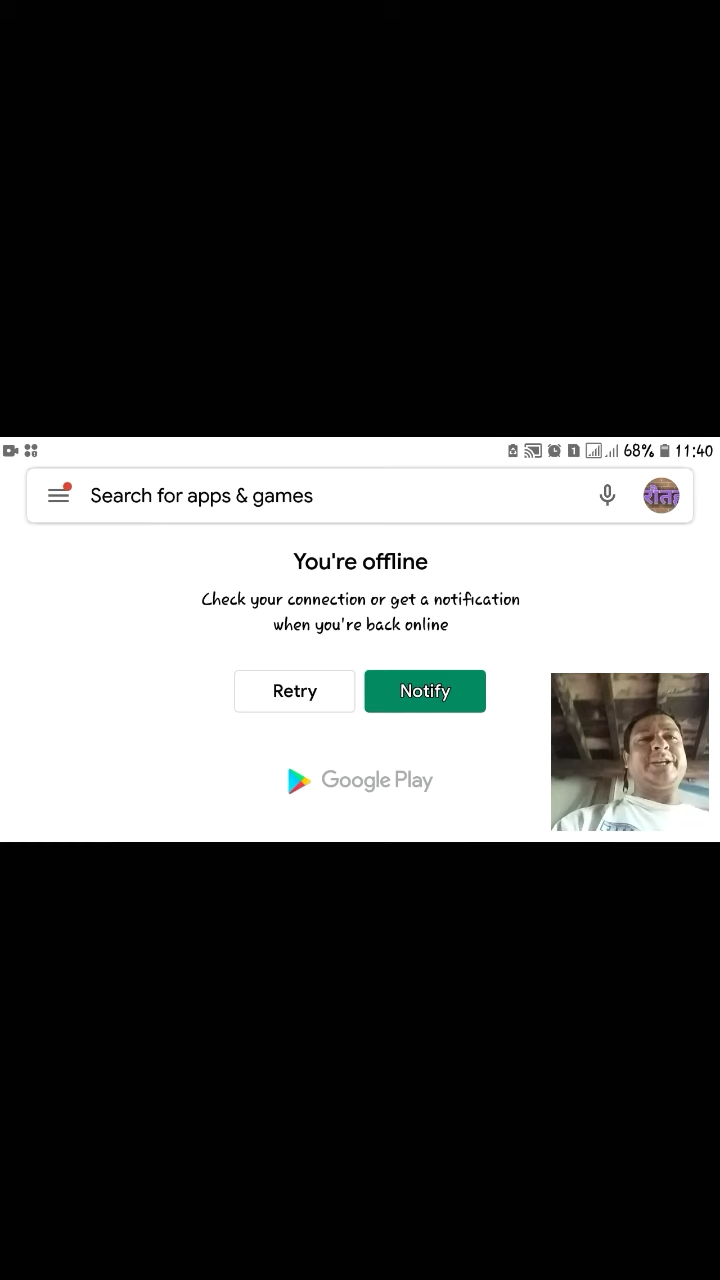 68% 11:40
Search for apps & games
रौतह
You're offline
Check your connection or get a notification
when you're back online
Retry Notify
Google Play